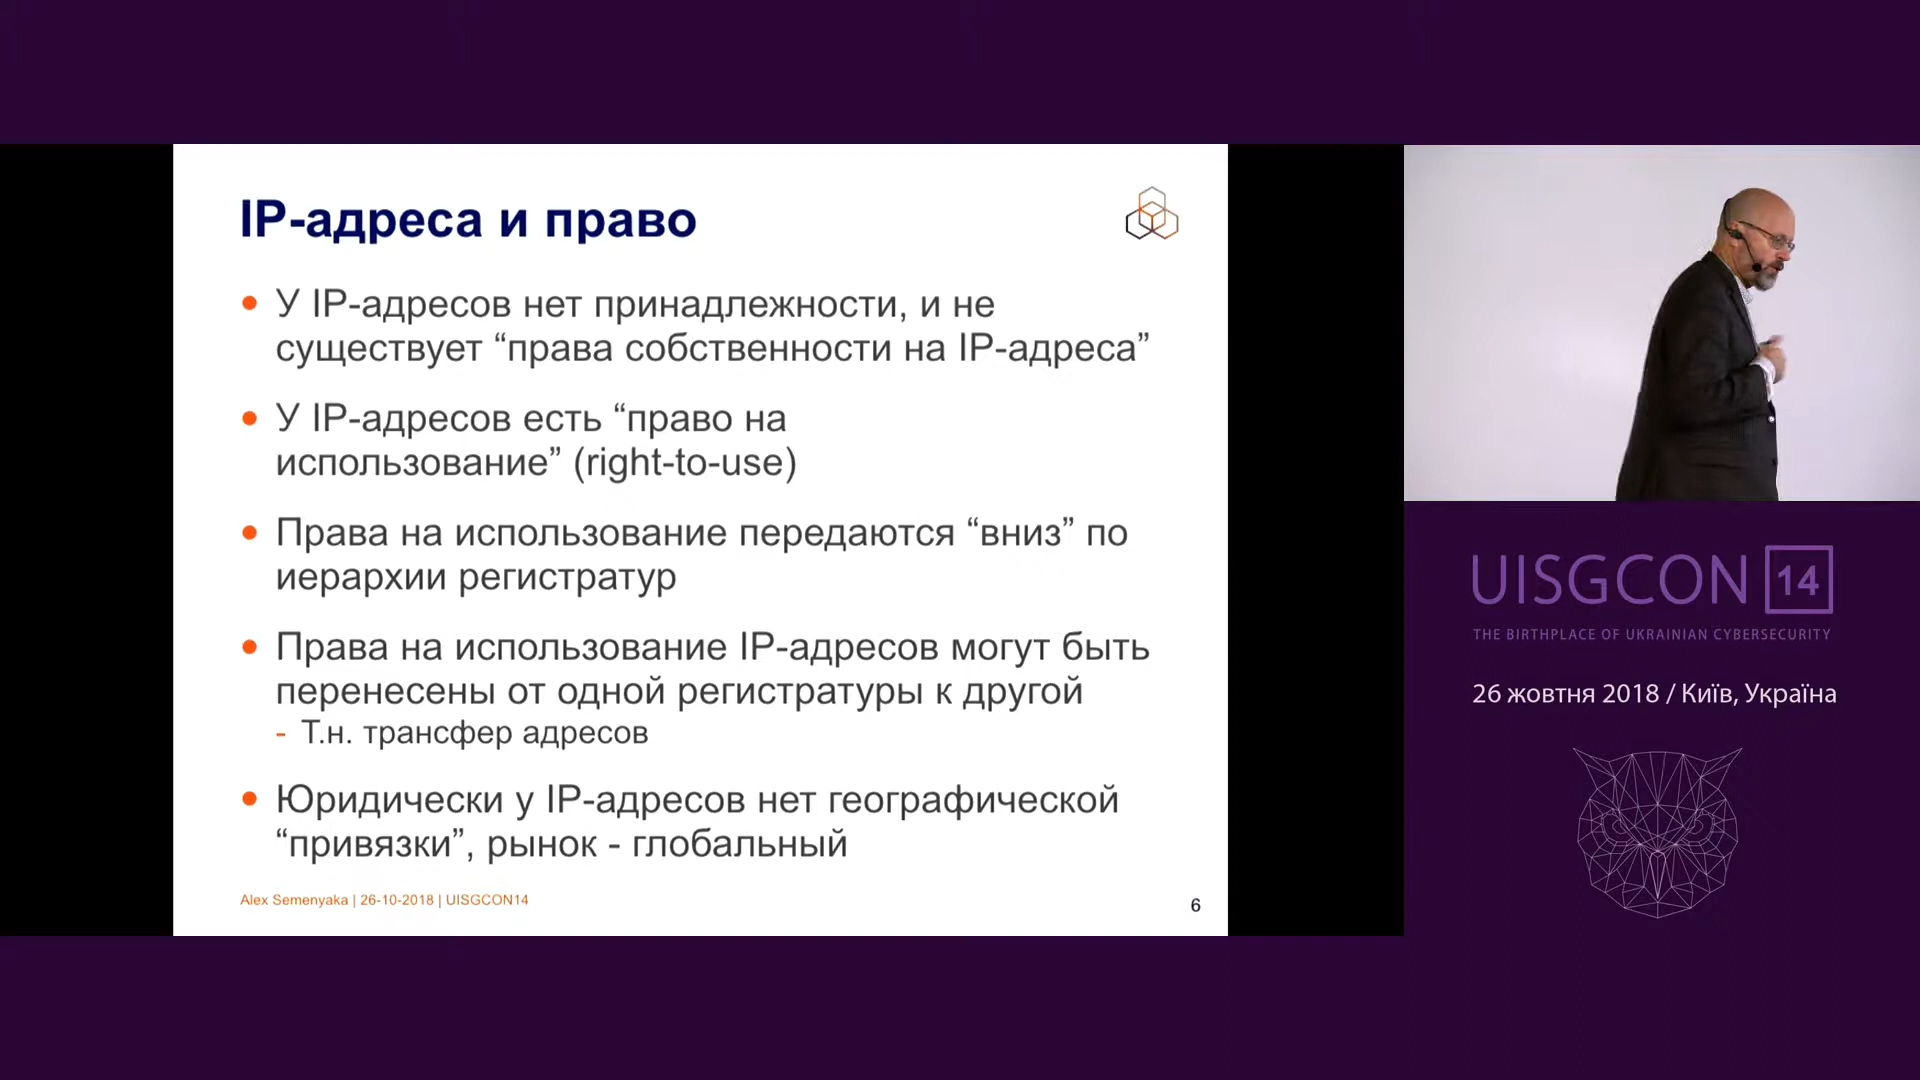 IP-адреса и право
У IP-адресов нет принадлежности, и не
существует “права собственности на IP-адреса”
У IP-адресов есть “право на
использование” (right-to-use)
Права на использование передаются “вниз” по
иерархии регистратур
Права на использование IP-адресов могут быть
перенесены от одной регистратуры к другой
- Т.н. трансфер адресов
Юридически у IP-адресов нет географической
“привязки”, рынок - глобальный
Alex Semenyaka | 26-10-2018 | UISGCON14
6
UISGCON 14
THE BIRTHPLACE OF UKRAINIAN CYBERSECURITY
26 жовтня 2018 / Київ, Україна